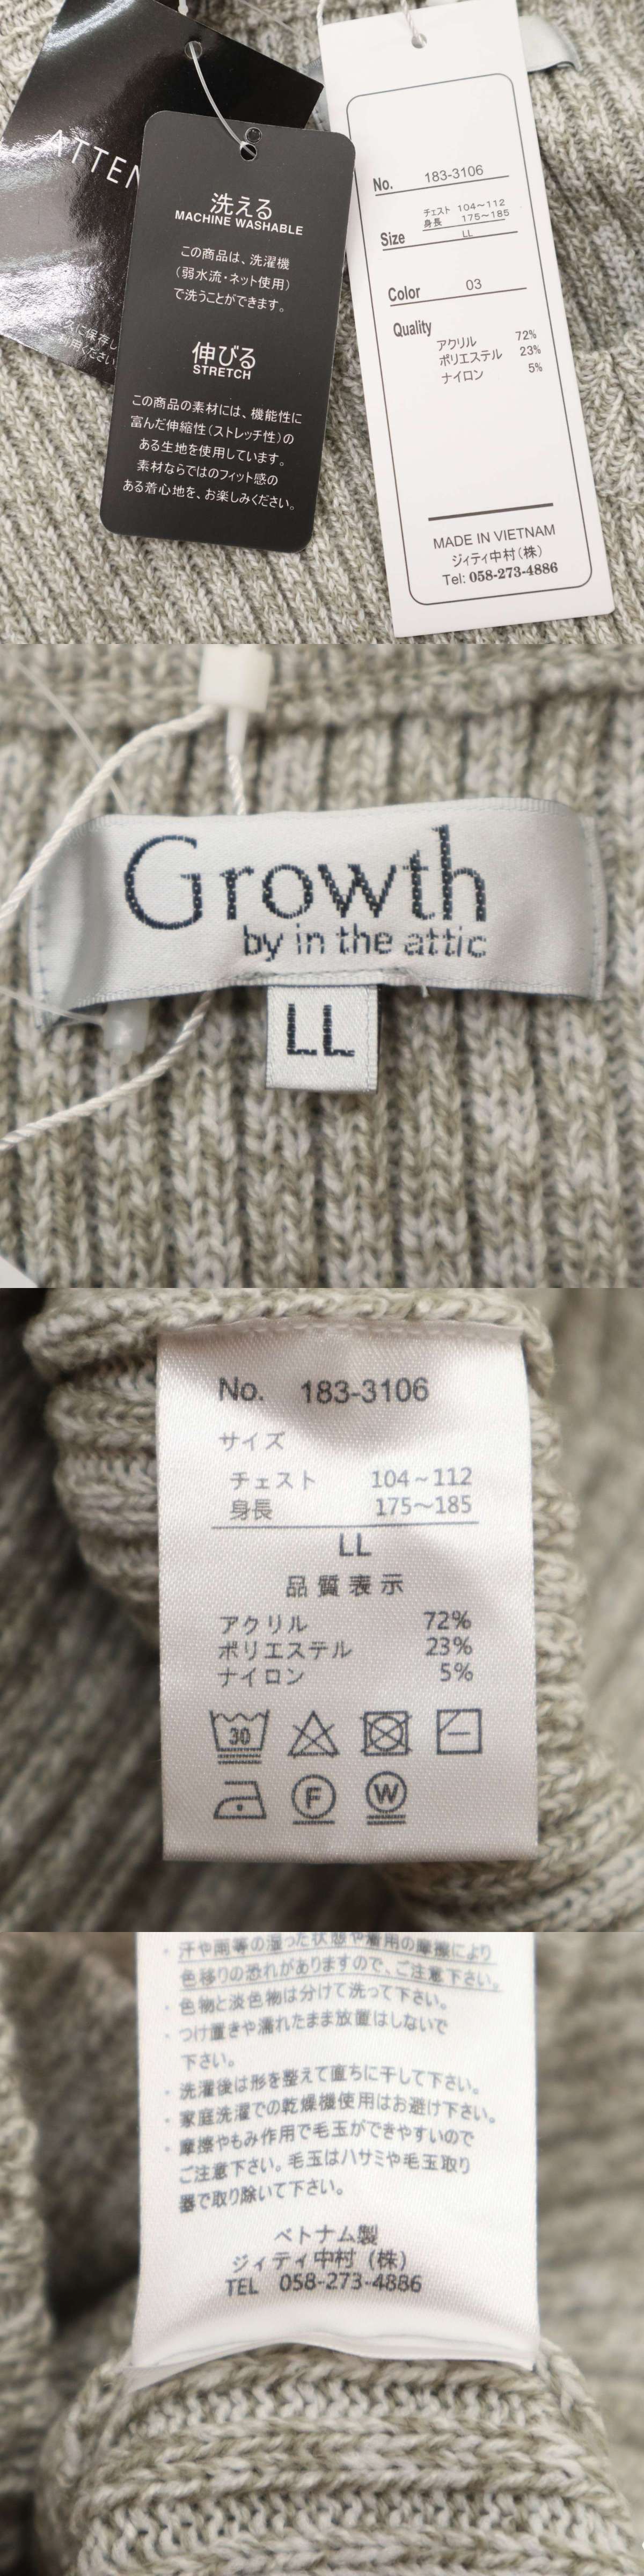 ATTEN
に保存し
利用ください
洗える
MACHINE WASHABLE
この商品は、洗濯機
(弱水流・ネット使用)
で洗うことができます。
伸びる
STRETCH
この商品の素材には、機能性に
富んだ伸縮性(ストレッチ性)の
ある生地を使用しています。
素材ならではのフィット感の
ある着心地を、お楽しみください。
No. 183-3106
チェスト 104〜112
身長 175〜185
Size LL
Color 03
Quality
アクリル 72%
ポリエステル 23%
ナイロン 5%
MADE IN VIETNAM
ジィティ中村(株)
Tel: 058-273-4886
Growth
by in the attic
LL
No. 183-3106
サイズ
チェスト 104〜112
身長 175〜185
LL
品質表示
アクリル 72%
ポリエステル 23%
ナイロン 5%
30
F W
・汗や雨等の湿った状態や着用の摩擦により
色移りの恐れがありますので、ご注意下さい。
・色物と淡色物は分けて洗って下さい。
・つけ置きや濡れたまま放置はしないで
下さい。
・洗濯後は形を整えて直ちに干して下さい。
・家庭洗濯での乾燥機使用はお避け下さい。
・摩擦やもみ作用で毛玉ができやすいので
ご注意下さい。毛玉はハサミや毛玉取り
器で取り除いて下さい。
ベトナム製
ジィティ中村(株)
TEL 058-273-4886